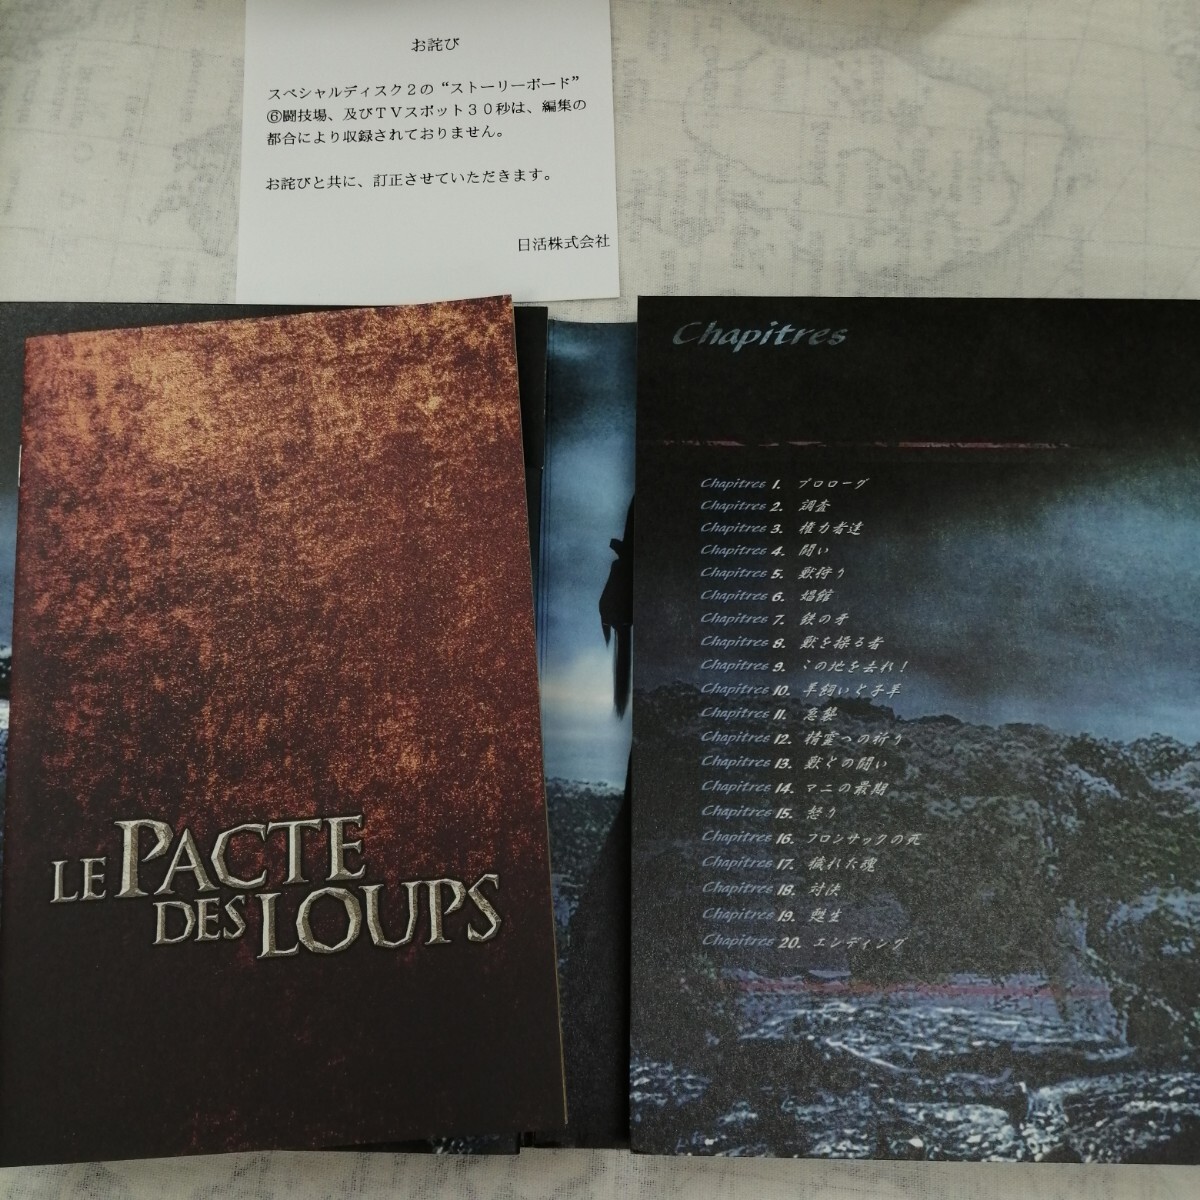 お詫び
スペシャルディスク２の“ストーリーボード”
⑥闘技場、及びＴＶスポット３０秒は、編集の
都合により収録されておりません。
お詫びと共に、訂正させていただきます。
日活株式会社
LE PACTE
DES LOUPS
Chapitres
Chapitres 1. プロローグ
Chapitres 2. 調査
Chapitres 3. 権力者達
Chapitres 4. 闘い
Chapitres 5. 獣狩り
Chapitres 6. 娼館
Chapitres 7. 鉄の牙
Chapitres 8. 獣を操る者
Chapitres 9. この地を去れ！
Chapitres 10. 羊飼いと子羊
Chapitres 11. 急襲
Chapitres 12. 精霊への祈り
Chapitres 13. 獣との闘い
Chapitres 14. マニの最期
Chapitres 15. 怒り
Chapitres 16. フロンサックの死
Chapitres 17. 穢れた魂
Chapitres 18. 対決
Chapitres 19. 甦生
Chapitres 20. エンディング